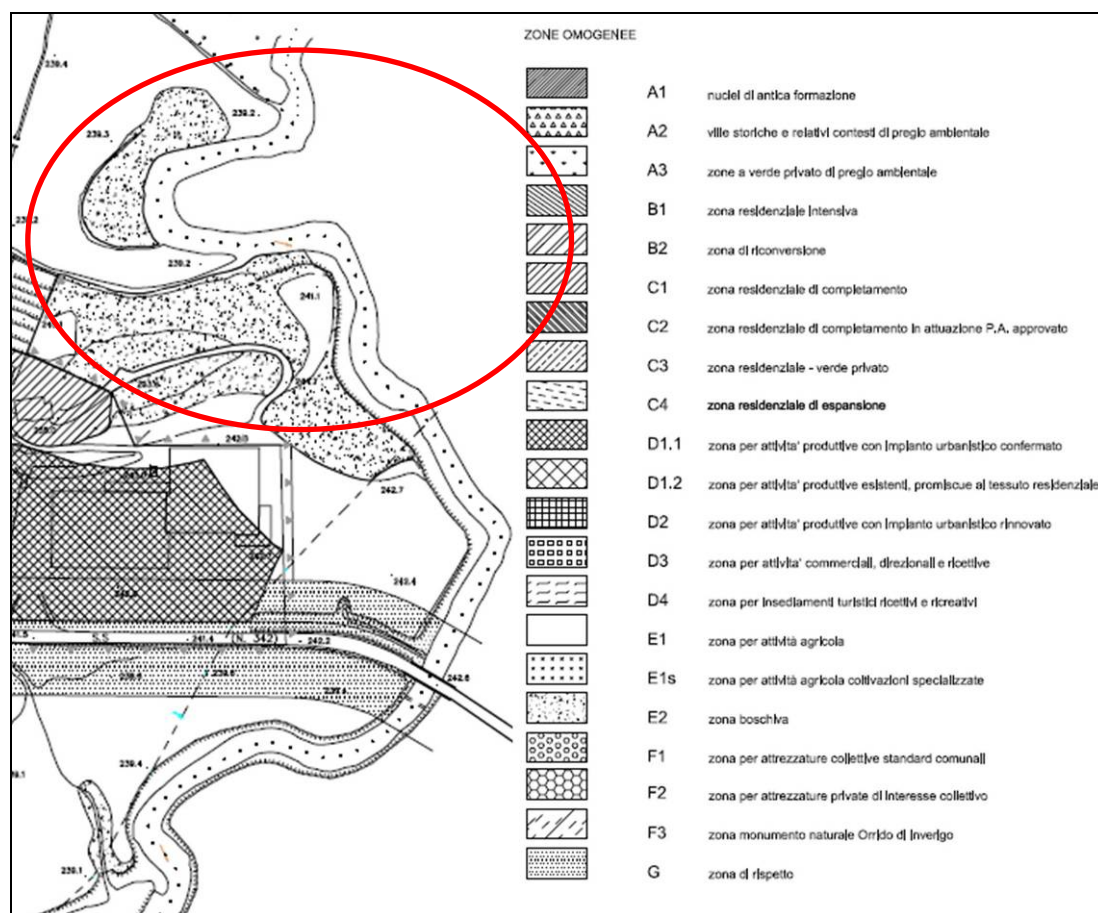 ZONE OMOGENEE
A1 nuclei di antica formazione
A2 ville storiche e relativi contesti di pregio ambientale
A3 zone a verde privato di pregio ambientale
B1 zona residenziale intensiva
B2 zona di riconversione
C1 zona residenziale di completamento
C2 zona residenziale di completamento in attuazione P.A. approvato
C3 zona residenziale - verde privato
C4 zona residenziale di espansione
D1.1 zona per attivita' produttive con impianto urbanistico confermato
D1.2 zona per attivita' produttive esistenti, promiscue al tessuto residenziale
D2 zona per attivita' produttive con impianto urbanistico rinnovato
D3 zona per attivita' commerciali, direzionali e ricettive
D4 zona per insediamenti turistici ricettivi e ricreativi
E1 zona per attività agricola
E1s zona per attività agricola coltivazioni specializzate
E2 zona boschiva
F1 zona per attrezzature collettive standard comunali
F2 zona per attrezzature private di interesse collettivo
F3 zona monumento naturale Orrido di Inverigo
G zona di rispetto
239.4
239.2
239.3
239.2
241.1
242.7
242.4
S.S 241.4 (N. 342) 242.2
242.8
239.4
239.1